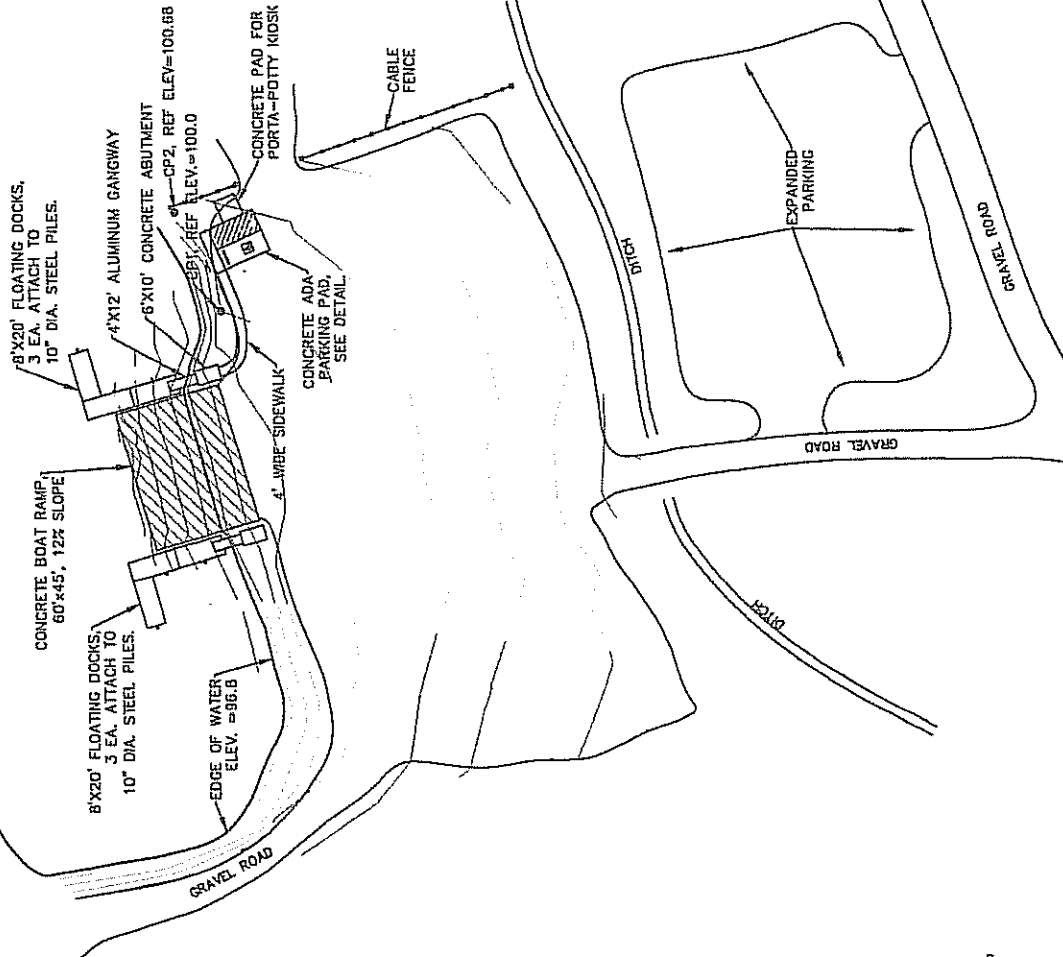 8'X20' FLOATING DOCKS,
3 EA. ATTACH TO
10" DIA. STEEL PILES.
4'X12' ALUMINUM GANGWAY
6'X10' CONCRETE ABUTMENT
CP2, REF ELEV=100.68
REF ELEV.=100.0
CONCRETE PAD FOR
PORTA-POTTY KIOSK
CABLE
FENCE
CONCRETE BOAT RAMP,
60'x45', 12% SLOPE
8'X20' FLOATING DOCKS,
3 EA. ATTACH TO
10" DIA. STEEL PILES.
EDGE OF WATER
ELEV. =96.8
4' WIDE SIDEWALK
CONCRETE ADA
PARKING PAD,
SEE DETAIL.
GRAVEL ROAD
DITCH
EXPANDED
PARKING
GRAVEL ROAD
GRAVEL ROAD
DITCH